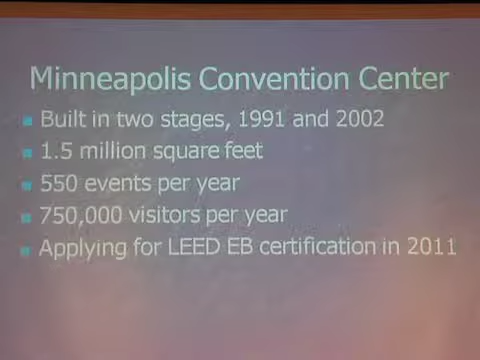 Minneapolis Convention Center
Built in two stages, 1991 and 2002
1.5 million square feet
550 events per year
750,000 visitors per year
Applying for LEED EB certification in 2011